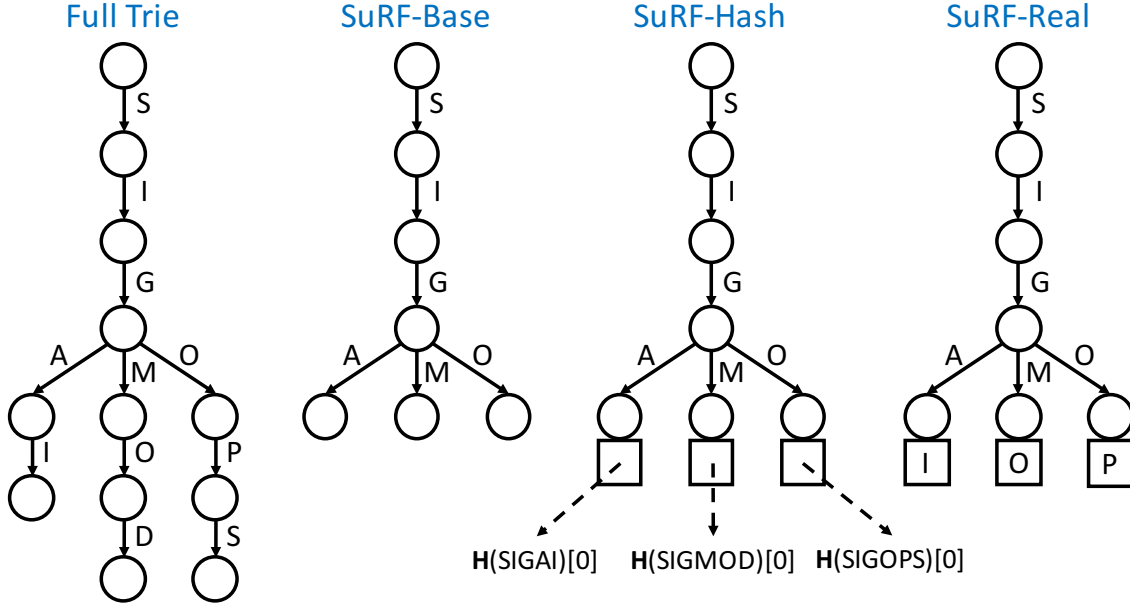 Full Trie SuRF-Base SuRF-Hash SuRF-Real
S S S S
I I I I
G G G G
A M O A M O A M O A M O
I O P I O P
D S
H(SIGAI)[0] H(SIGMOD)[0] H(SIGOPS)[0]